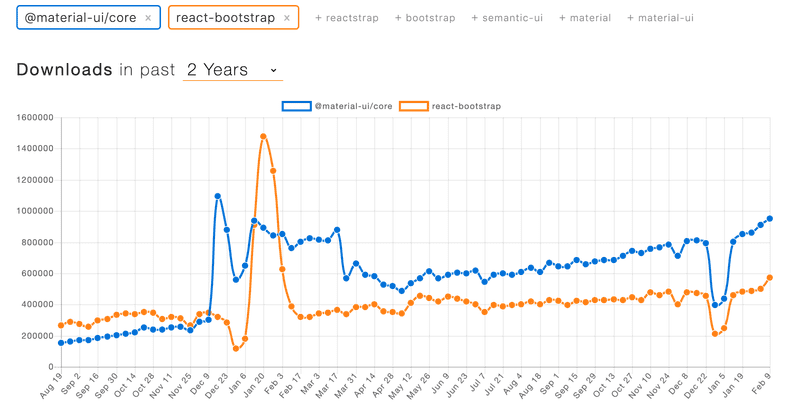 @material-ui/core × react-bootstrap × + reactstrap + bootstrap + semantic-ui + material + material-ui
Downloads in past 2 Years
@material-ui/core react-bootstrap
1600000
1400000
1200000
1000000
800000
600000
400000
200000
0
Aug 19 Sep 2 Sep 16 Sep 30 Oct 14 Oct 28 Nov 11 Nov 25 Dec 9 Dec 23 Jan 6 Jan 20 Feb 3 Feb 17 Mar 3 Mar 17 Mar 31 Apr 14 Apr 28 May 12 May 26 Jun 9 Jun 23 Jul 7 Jul 21 Aug 4 Aug 18 Sep 1 Sep 15 Sep 29 Oct 13 Oct 27 Nov 10 Nov 24 Dec 8 Dec 22 Jan 5 Jan 19 Feb 9